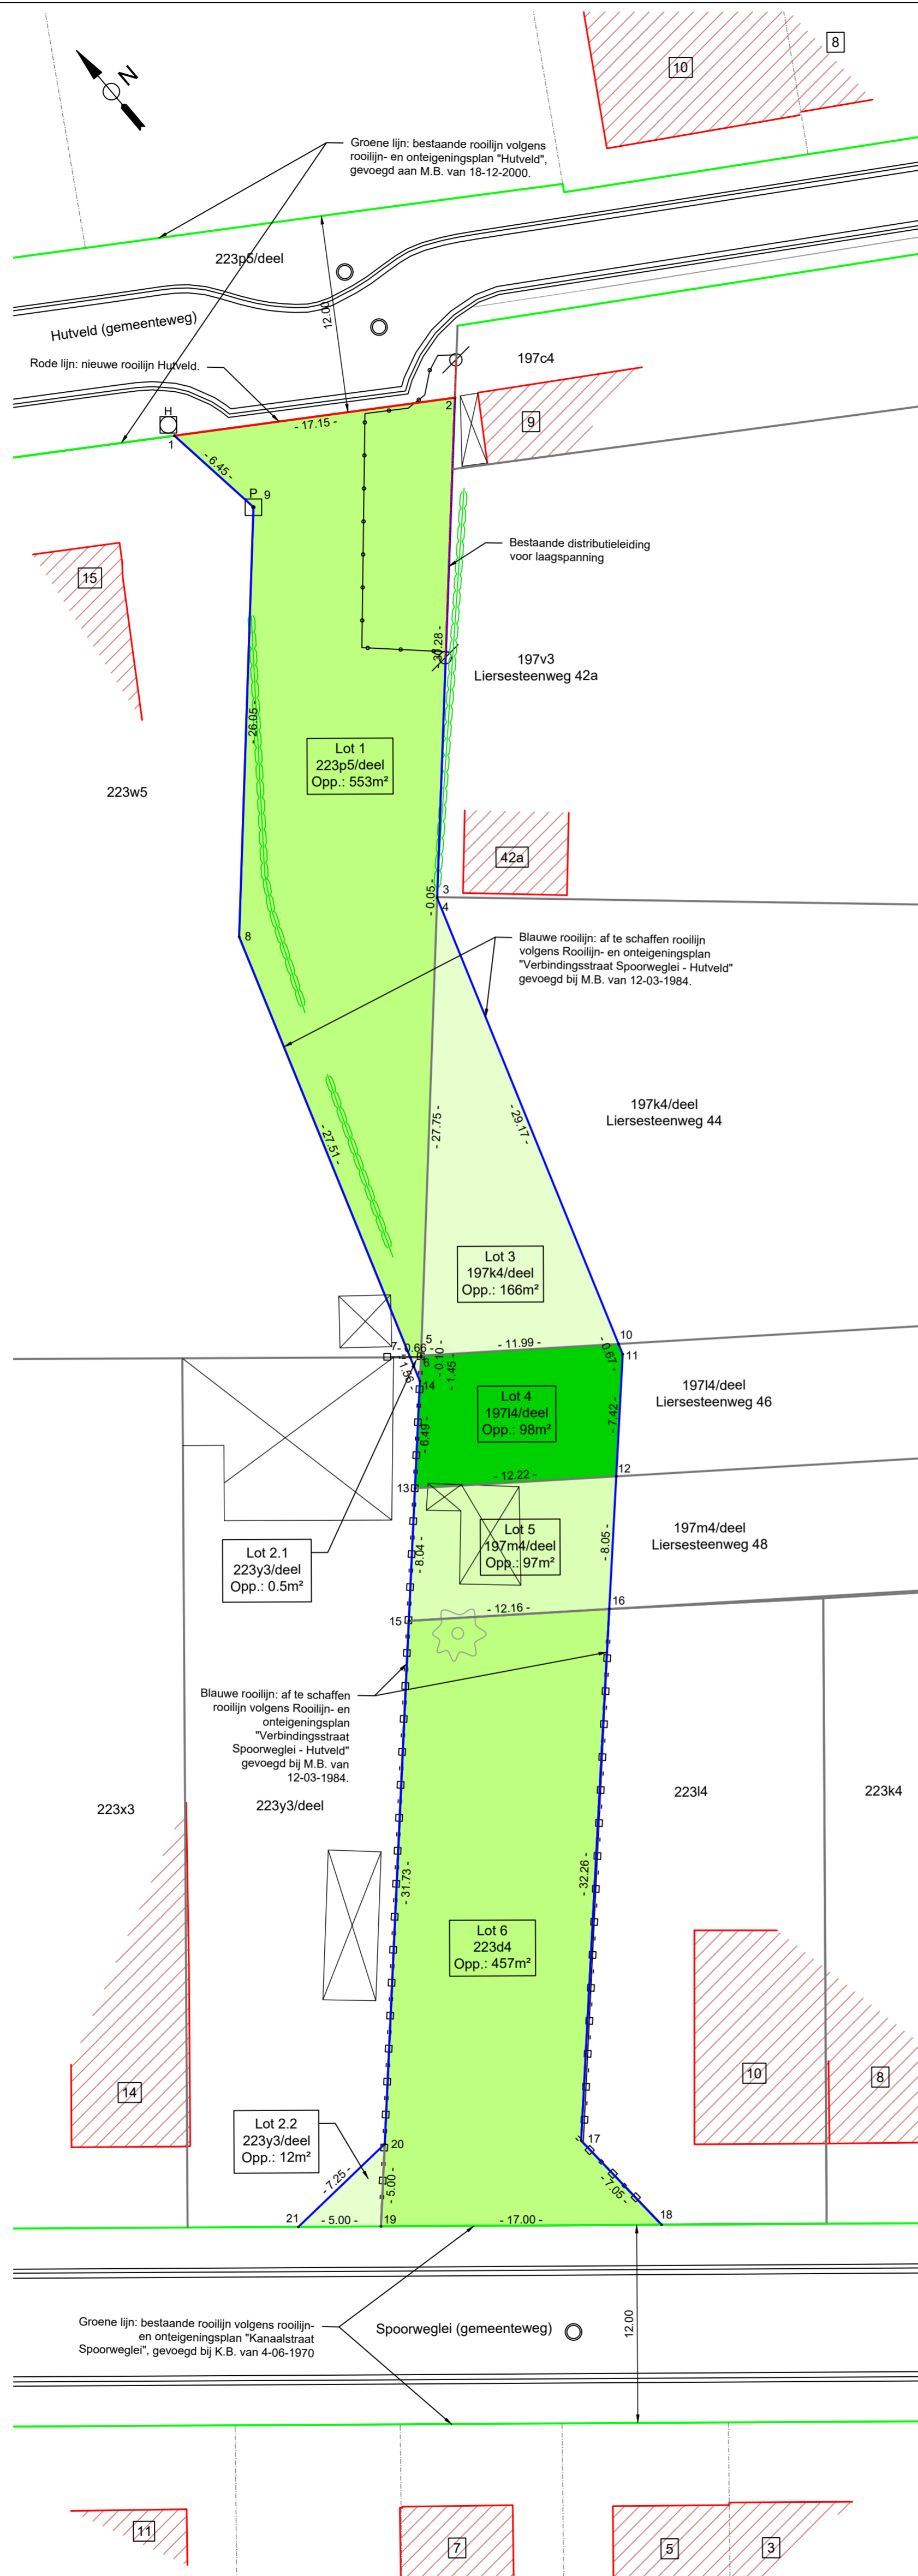 N
10
8
Groene lijn: bestaande rooilijn volgens
rooilijn- en onteigeningsplan "Hutveld",
gevoegd aan M.B. van 18-12-2000.
223p5/deel
12.00
Hutveld (gemeenteweg)
Rode lijn: nieuwe rooilijn Hutveld.
197c4
H
2
9
- 17.15 -
1
- 6.45 -
P 9
Bestaande distributieleiding
voor laagspanning
15
197v3
Liersesteenweg 42a
- 26.05 -
Lot 1
223p5/deel
Opp.: 553m²
223w5
42a
3
- 0.05 -
4
8
Blauwe rooilijn: af te schaffen rooilijn
volgens Rooilijn- en onteigeningsplan
"Verbindingsstraat Spoorweglei - Hutveld"
gevoegd bij M.B. van 12-03-1984.
197k4/deel
Liersesteenweg 44
- 27.75 -
- 29.17 -
- 27.51 -
Lot 3
197k4/deel
Opp.: 166m²
5
- 11.99 -
10
7
- 0.66 -
6
- 0.10 -
- 0.67 -
11
- 1.56 -
- 1.45 -
14
Lot 4
197l4/deel
Opp.: 98m²
197l4/deel
Liersesteenweg 46
- 7.42 -
- 6.49 -
- 12.22 -
12
13
Lot 5
197m4/deel
Opp.: 97m²
197m4/deel
Liersesteenweg 48
- 8.04 -
- 8.05 -
Lot 2.1
223y3/deel
Opp.: 0.5m²
- 12.16 -
16
15
Blauwe rooilijn: af te schaffen
rooilijn volgens Rooilijn- en
onteigeningsplan
"Verbindingsstraat
Spoorweglei - Hutveld"
gevoegd bij M.B. van
12-03-1984.
223x3
223y3/deel
223l4
223k4
- 31.73 -
- 32.26 -
Lot 6
223d4
Opp.: 457m²
14
10
8
Lot 2.2
223y3/deel
Opp.: 12m²
20
17
- 7.25 -
- 5.00 -
- 7.05 -
21
- 5.00 -
19
- 17.00 -
18
Groene lijn: bestaande rooilijn volgens rooilijn-
en onteigeningsplan "Kanaalstraat
Spoorweglei", gevoegd bij K.B. van 4-06-1970
Spoorweglei (gemeenteweg)
12.00
11
7
5
3